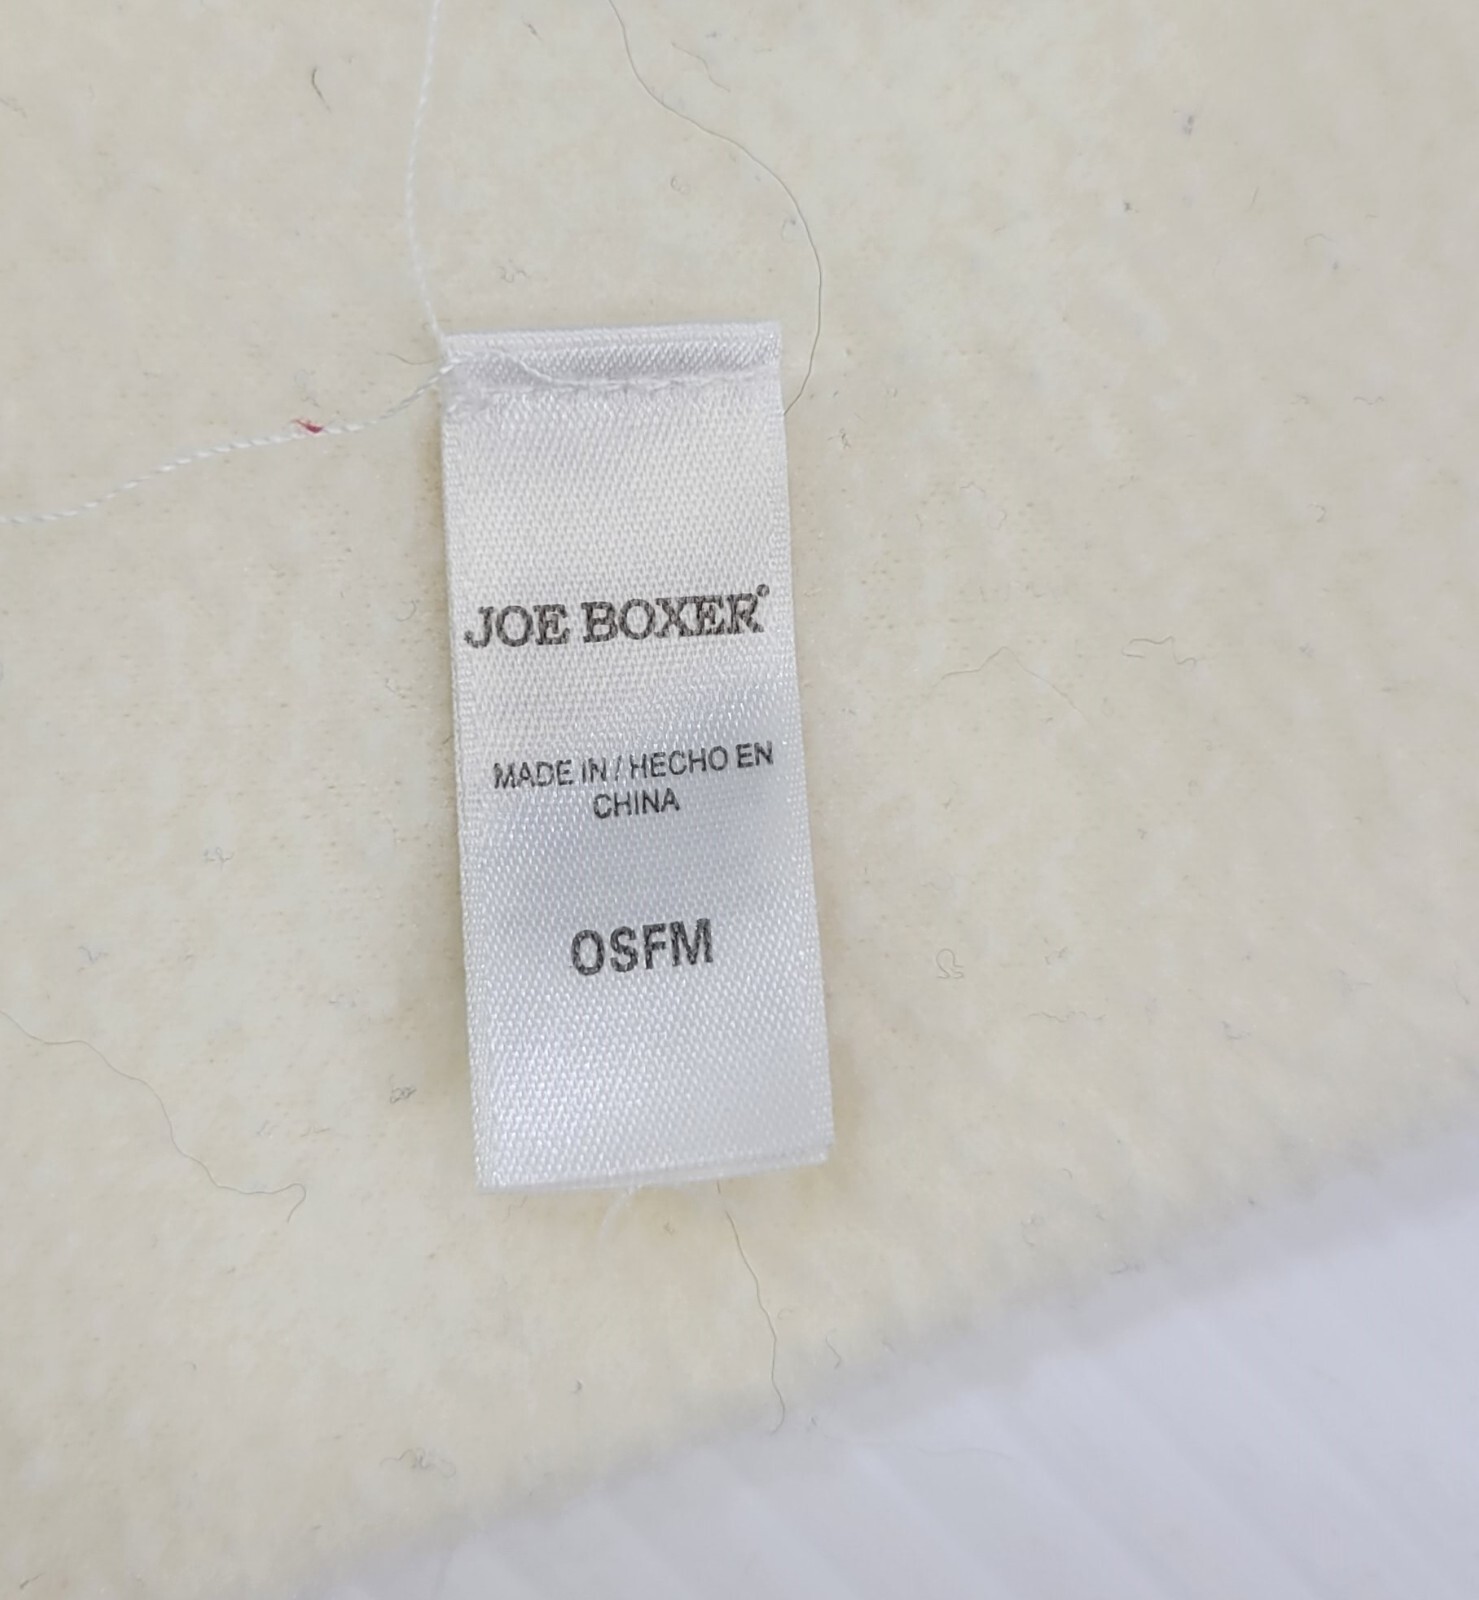 JOE BOXER®
MADE IN / HECHO EN
CHINA
OSFM